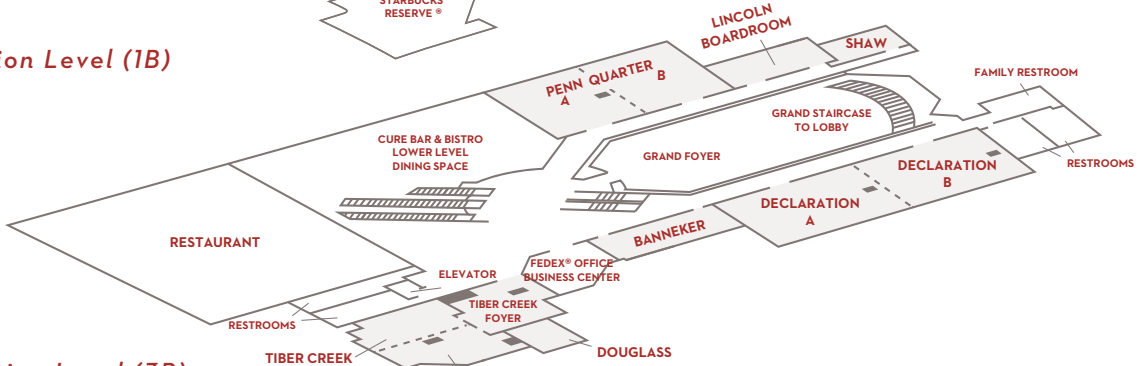 STARBUCKS
RESERVE ®
ion Level (1B)
LINCOLN
BOARDROOM
SHAW
PENN QUARTER
A
B
FAMILY RESTROOM
GRAND STAIRCASE
TO LOBBY
CURE BAR & BISTRO
LOWER LEVEL
DINING SPACE
GRAND FOYER
RESTROOMS
DECLARATION
B
DECLARATION
A
BANNEKER
RESTAURANT
FEDEX® OFFICE
BUSINESS CENTER
ELEVATOR
TIBER CREEK
FOYER
RESTROOMS
DOUGLASS
TIBER CREEK